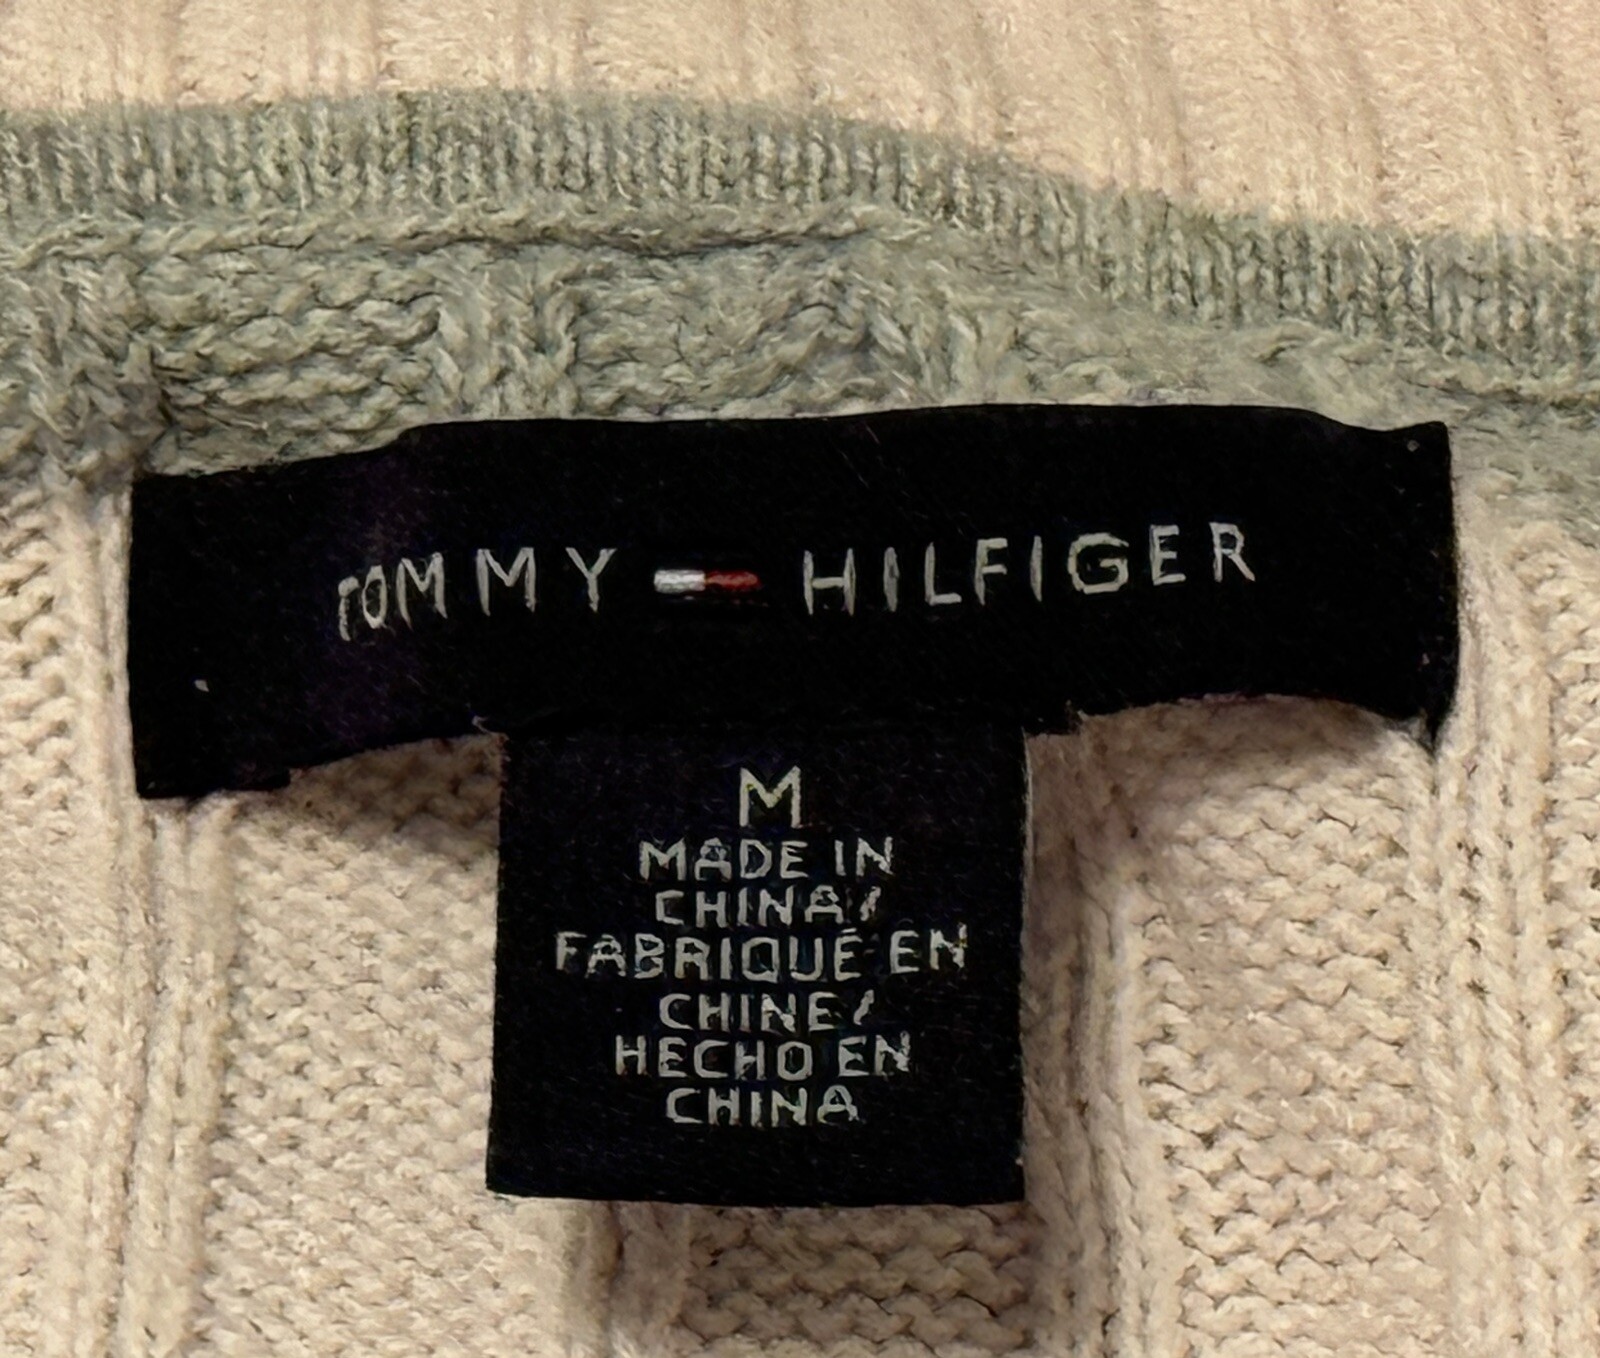 TOMMY HILFIGER
M
MADE IN
CHINA/
FABRIQUÉ EN
CHINE/
HECHO EN
CHINA